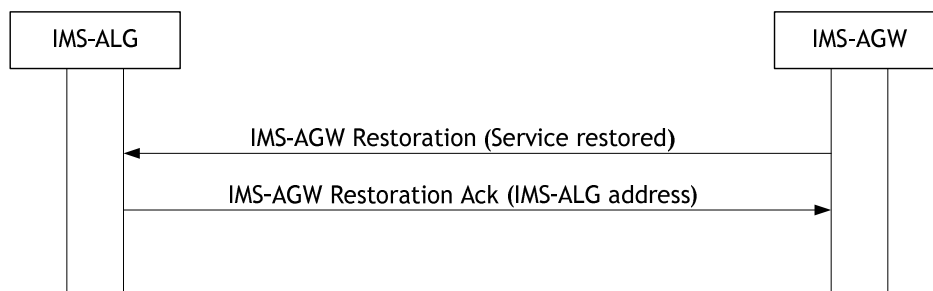 IMS-ALG
IMS-AGW
IMS-AGW Restoration (Service restored)
IMS-AGW Restoration Ack (IMS-ALG address)